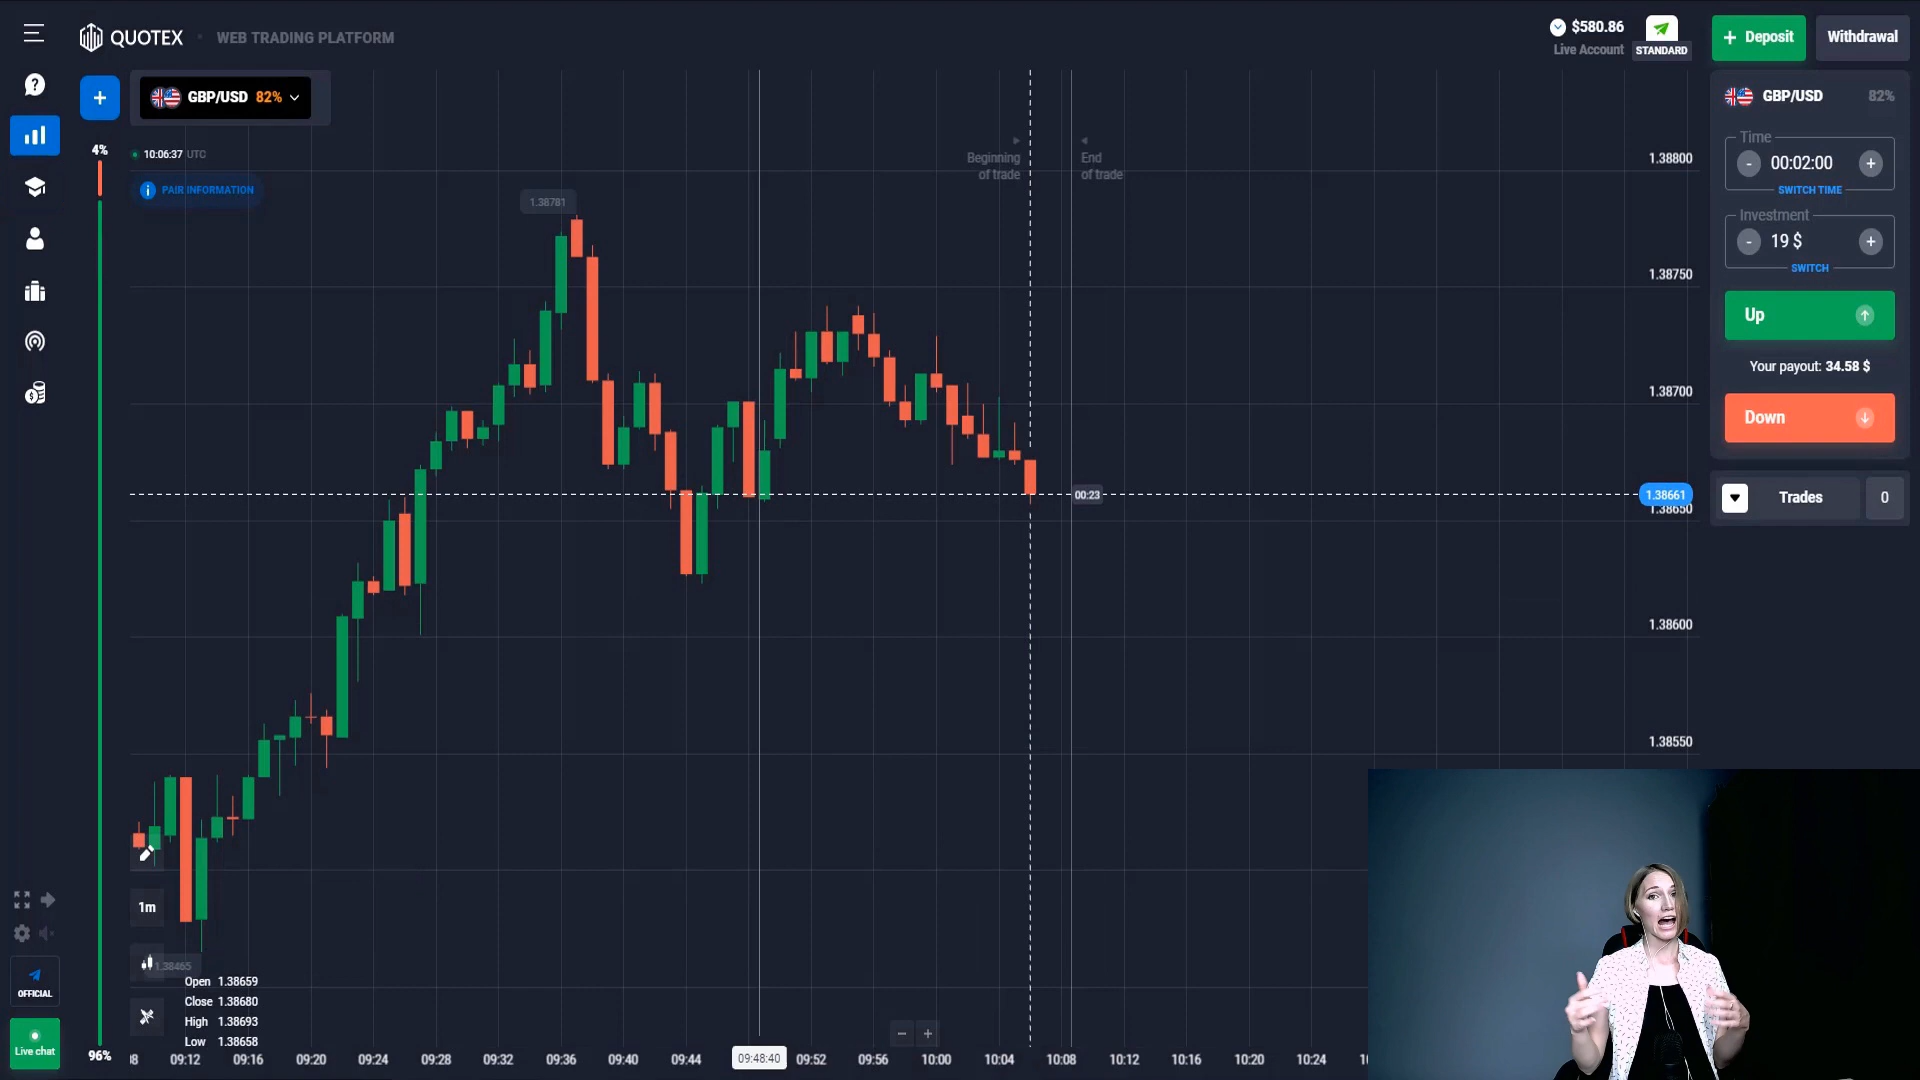 QUOTEX
WEB TRADING PLATFORM
$580.86
Live Account
STANDARD
+ Deposit
Withdrawal
+
GBP/USD 82%
4%
10:06:37 UTC
i PAIR INFORMATION
1.38781
Beginning
of trade
End
of trade
1.38800
1.38750
1.38700
1.38661
1.38650
1.38600
1.38550
00:23
GBP/USD 82%
Time
- 00:02:00 +
SWITCH TIME
Investment
- 19 $ +
SWITCH
Up
Your payout: 34.58 $
Down
Trades 0
1m
1.38465
Open 1.38659
Close 1.38680
High 1.38693
Low 1.38658
OFFICIAL
Live chat
96%
- +
09:12 09:16 09:20 09:24 09:28 09:32 09:36 09:40 09:44 09:48:40 09:52 09:56 10:00 10:04 10:08 10:12 10:16 10:20 10:24